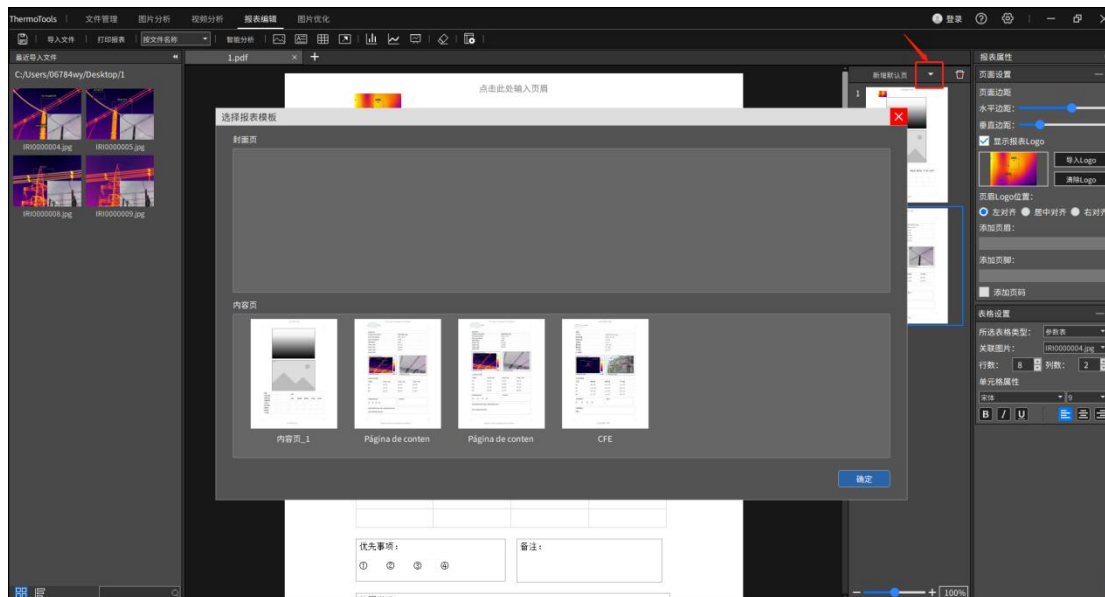 ThermoTools 文件管理 图片分析 视频分析 报表编辑 图片优化 登录
导入文件 打印报表 按文件名称 智能分析
最近导入文件
C:/Users/06784wy/Desktop/1
IRI0000004.jpg IRI0000005.jpg
IRI0000008.jpg IRI0000009.jpg
1.pdf × +
点击此处输入页眉
选择报表模板
封面页
内容页
内容页_1 Página de conten Página de conten CFE
确定
优先事项：
① ② ③ ④
备注：
新增默认页
1
100%
报表属性
页面设置
页面边距
水平边距：
垂直边距：
显示报表Logo
导入Logo
清除Logo
页眉Logo位置：
左对齐 居中对齐 右对齐
添加页眉：
添加页脚：
添加页码
表格设置
所选表格类型： 参数表
关联图片： IRI0000004.jpg
行数： 8 列数： 2
单元格属性
宋体 9
B I U